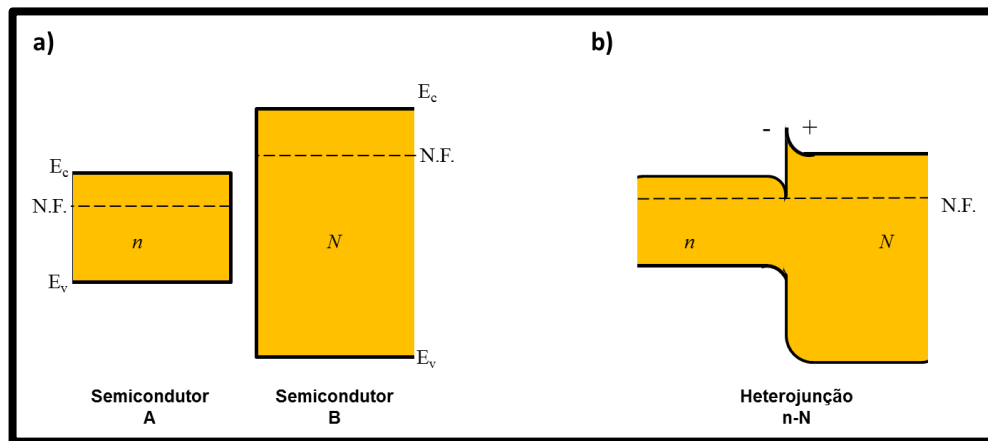 a)
E_c
E_c
N.F.
N.F.
n
N
E_v
E_v
Semicondutor
A
Semicondutor
B
b)
- +
N.F.
n
N
Heterojunção
n-N